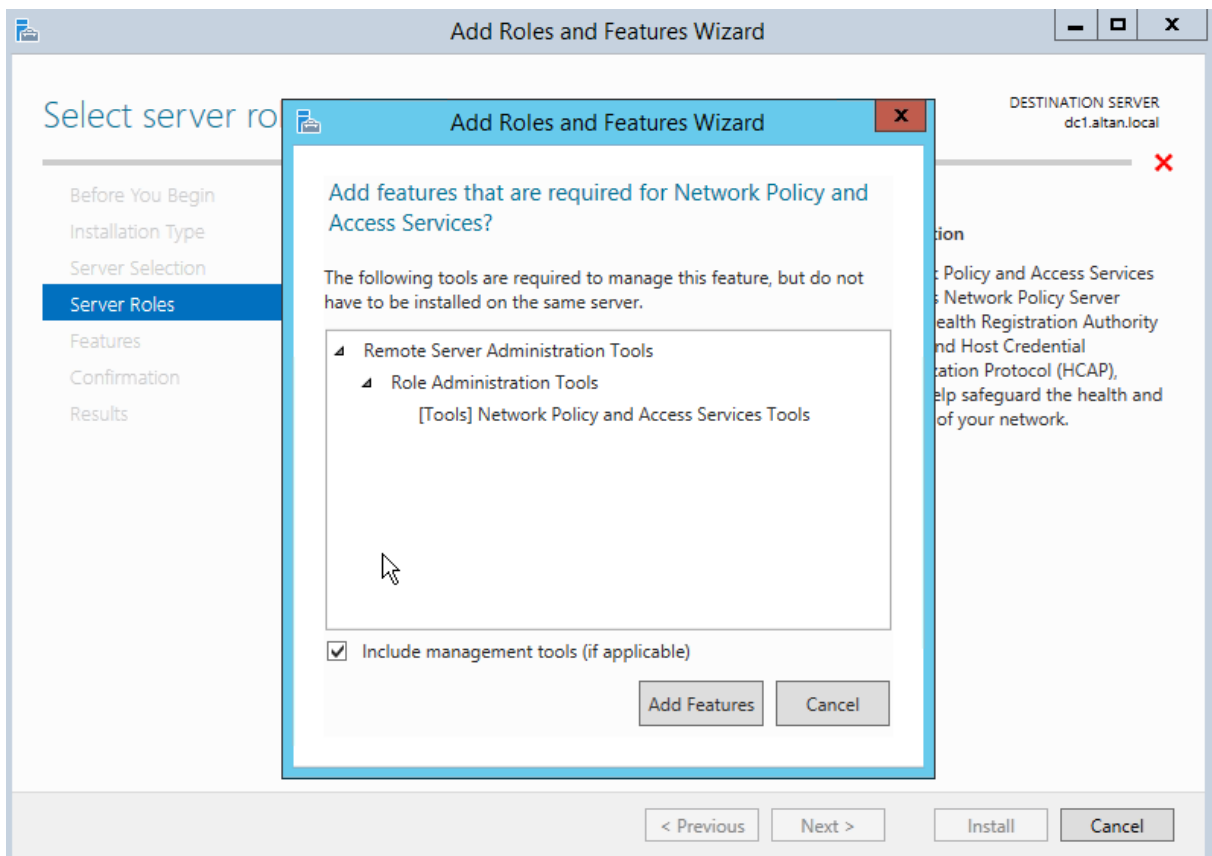 Add Roles and Features Wizard
Select server ro
DESTINATION SERVER
dc1.altan.local
Before You Begin
Installation Type
Server Selection
Server Roles
Features
Confirmation
Results
Add Roles and Features Wizard
Add features that are required for Network Policy and
Access Services?
The following tools are required to manage this feature, but do not
have to be installed on the same server.
Remote Server Administration Tools
Role Administration Tools
[Tools] Network Policy and Access Services Tools
Include management tools (if applicable)
Add Features
Cancel
tion
Policy and Access Services
Network Policy Server
ealth Registration Authority
nd Host Credential
zation Protocol (HCAP),
elp safeguard the health and
of your network.
< Previous
Next >
Install
Cancel